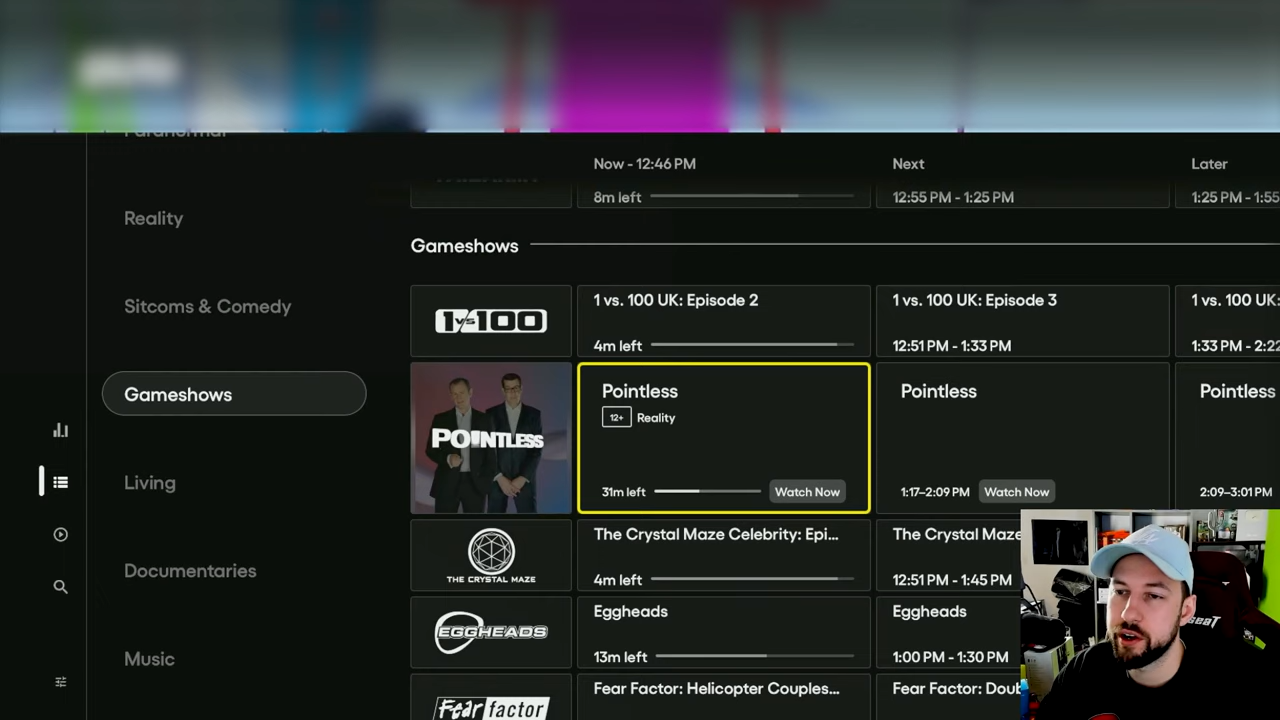 Paranormal
Now - 12:46 PM
Next
Later
8m left
12:55 PM - 1:25 PM
1:25 PM - 1:55
Reality
Gameshows
Sitcoms & Comedy
1 vs 100
1 vs. 100 UK: Episode 2
4m left
1 vs. 100 UK: Episode 3
12:51 PM - 1:33 PM
1 vs. 100 UK:
1:33 PM - 2:22
Gameshows
POINTLESS
Pointless
12+ Reality
31m left
Watch Now
Pointless
1:17–2:09 PM
Watch Now
Pointless
2:09–3:01 PM
Living
THE CRYSTAL MAZE
The Crystal Maze Celebrity: Epi...
4m left
The Crystal Maze
12:51 PM - 1:45 PM
Documentaries
EGGHEADS
Eggheads
13m left
Eggheads
1:00 PM - 1:30 PM
Music
Fear factor
Fear Factor: Helicopter Couples...
Fear Factor: Doub